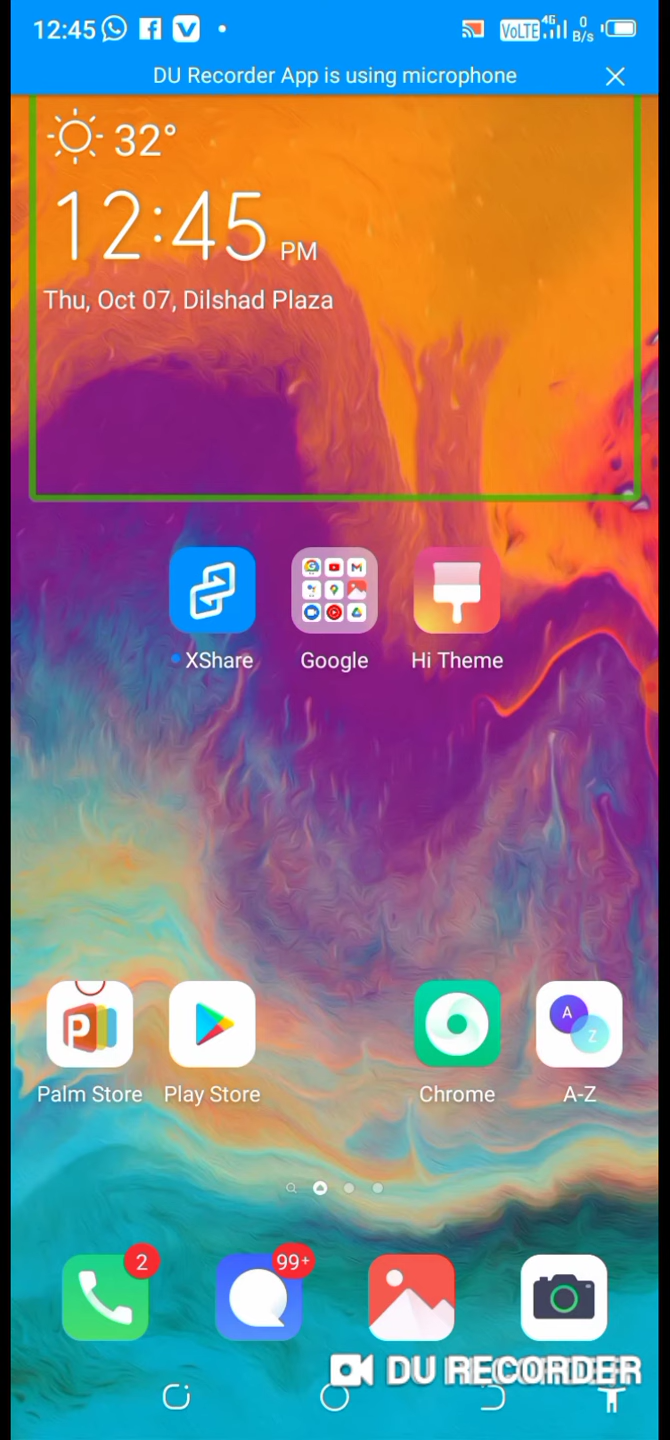 12:45 VoLTE 4G 0 B/s
DU Recorder App is using microphone
32°
12:45 PM
Thu, Oct 07, Dilshad Plaza
XShare Google Hi Theme
P A Z
Palm Store Play Store Chrome A-Z
2 99+
DU RECORDER